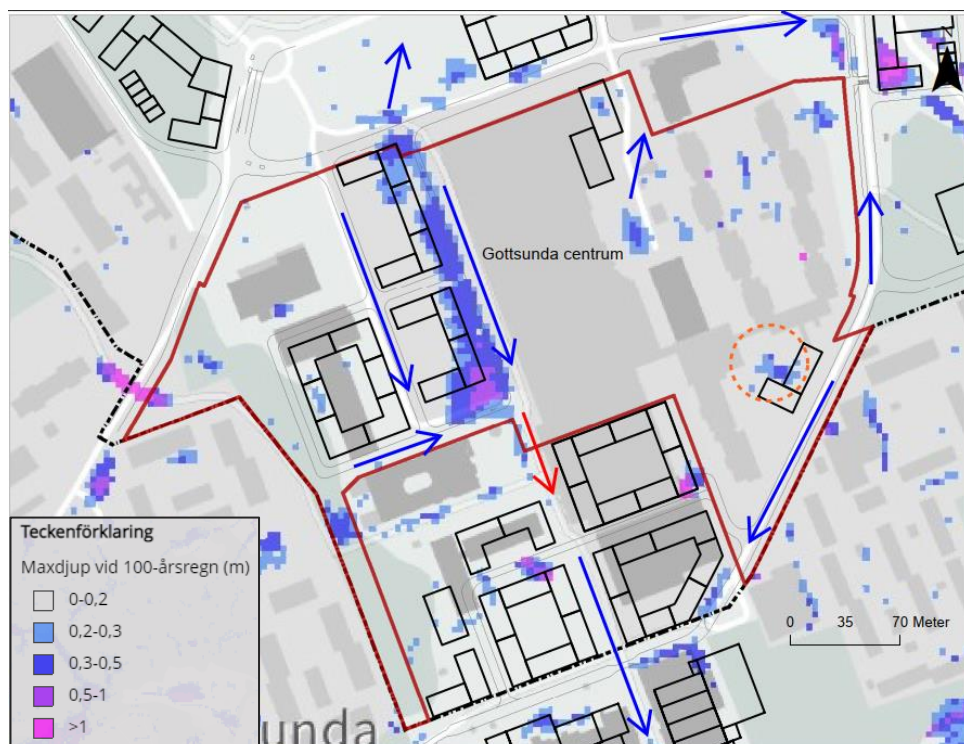 N
Gottsunda centrum
Teckenförklaring
Maxdjup vid 100-årsregn (m)
0-0,2
0,2-0,3
0,3-0,5
0,5-1
>1
0 35 70 Meter
unda